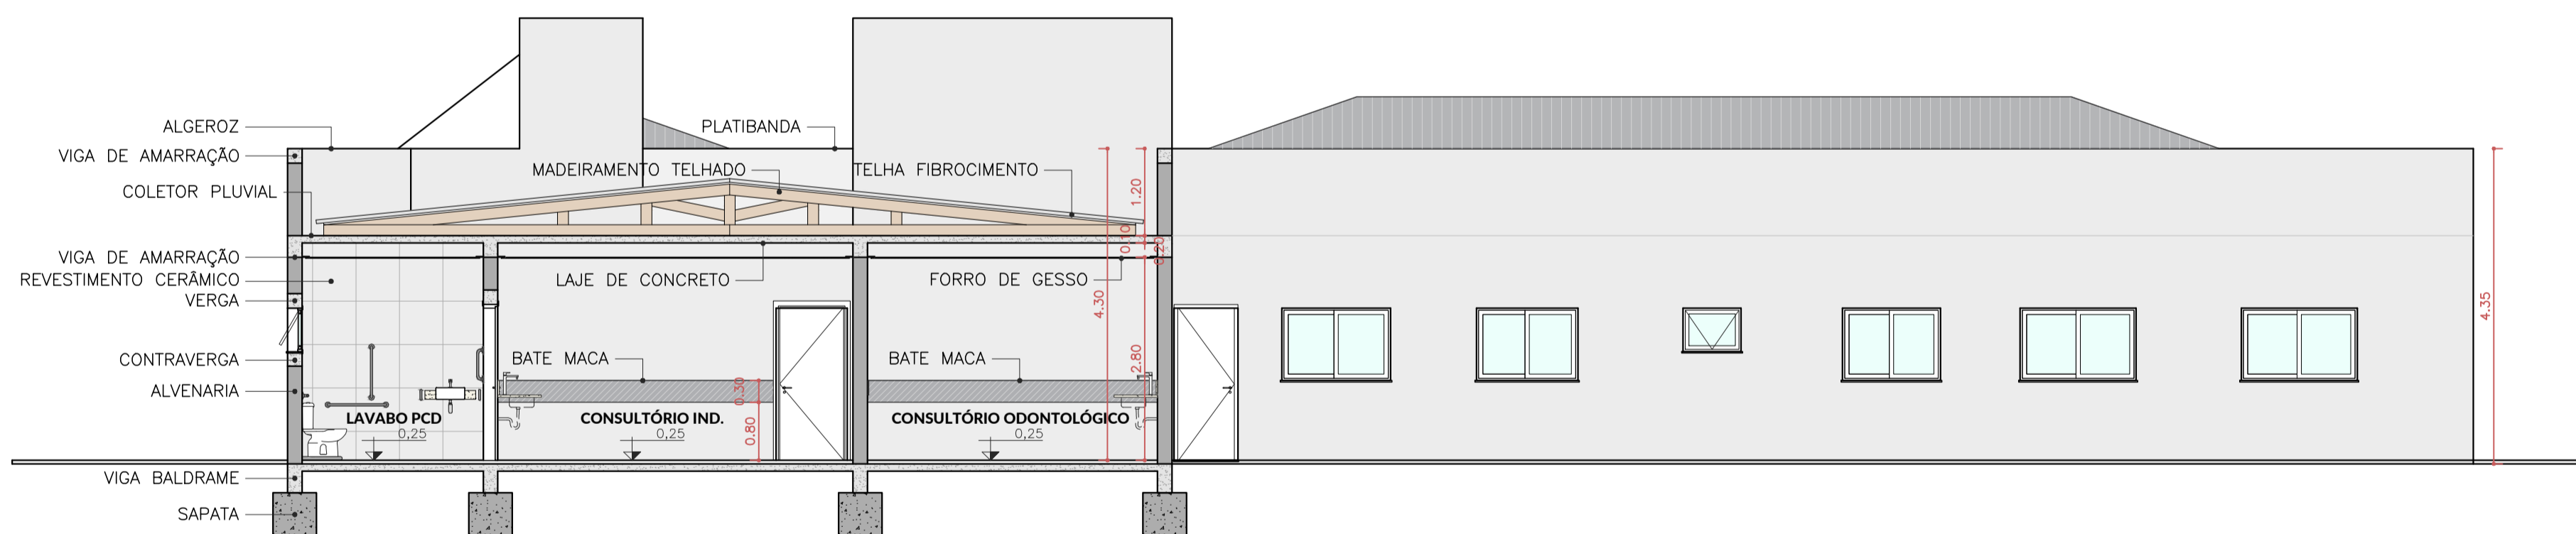 ALGEROZ
PLATIBANDA
VIGA DE AMARRAÇÃO
MADEIRAMENTO TELHADO
TELHA FIBROCIMENTO
COLETOR PLUVIAL
1.20
0.10
0.20
VIGA DE AMARRAÇÃO
REVESTIMENTO CERÂMICO
LAJE DE CONCRETO
FORRO DE GESSO
VERGA
4.30
4.35
CONTRAVERGA
BATE MACA
BATE MACA
2.80
ALVENARIA
0.30
LAVABO PCD
0,25
CONSULTÓRIO IND.
0,25
0.80
CONSULTÓRIO ODONTOLÓGICO
0,25
VIGA BALDRAME
SAPATA